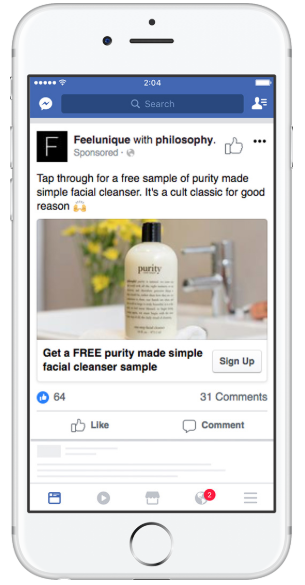 2:04
Search
F
Feelunique with philosophy.
Sponsored ·
Tap through for a free sample of purity made
simple facial cleanser. It's a cult classic for good
reason 🙌
purity
Get a FREE purity made simple
facial cleanser sample
Sign Up
64
31 Comments
Like
Comment
2